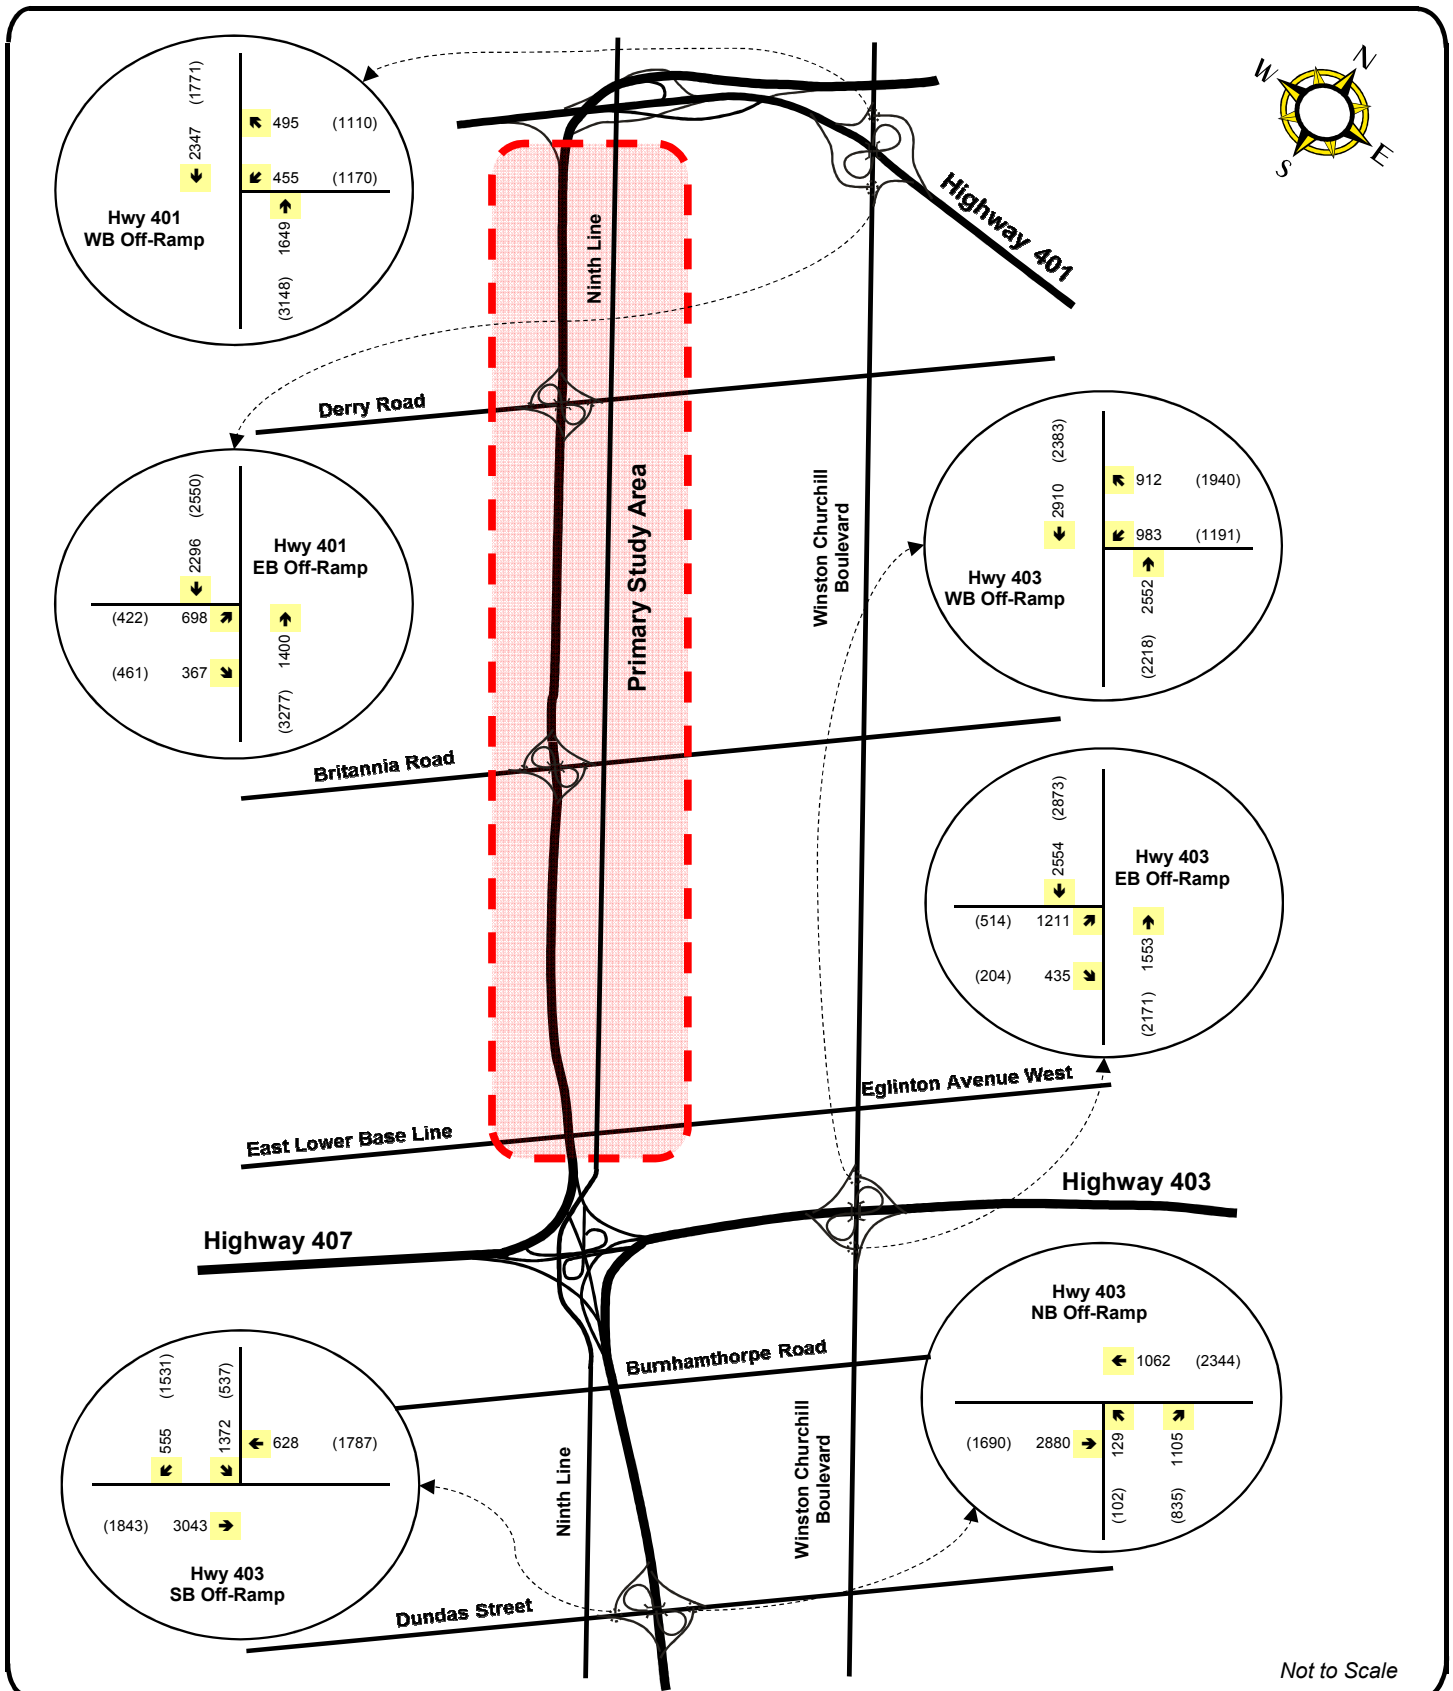 W
N
S
E
(1771)
2347
495 (1110)
455 (1170)
1649
(3148)
Hwy 401
WB Off-Ramp
Highway 401
Ninth Line
Derry Road
Primary Study Area
Winston Churchill
Boulevard
(2550)
2296
Hwy 401
EB Off-Ramp
(422) 698
(461) 367
1400
(3277)
(2383)
2910
912 (1940)
983 (1191)
2552
(2218)
Hwy 403
WB Off-Ramp
Britannia Road
(2873)
2554
Hwy 403
EB Off-Ramp
(514) 1211
(204) 435
1553
(2171)
Eglinton Avenue West
East Lower Base Line
Highway 403
Highway 407
Hwy 403
NB Off-Ramp
1062 (2344)
(1690) 2880
129
1105
(102)
(835)
Burnhamthorpe Road
(1531)
(537)
555
1372
628 (1787)
(1843) 3043
Hwy 403
SB Off-Ramp
Ninth Line
Winston Churchill
Boulevard
Dundas Street
Not to Scale